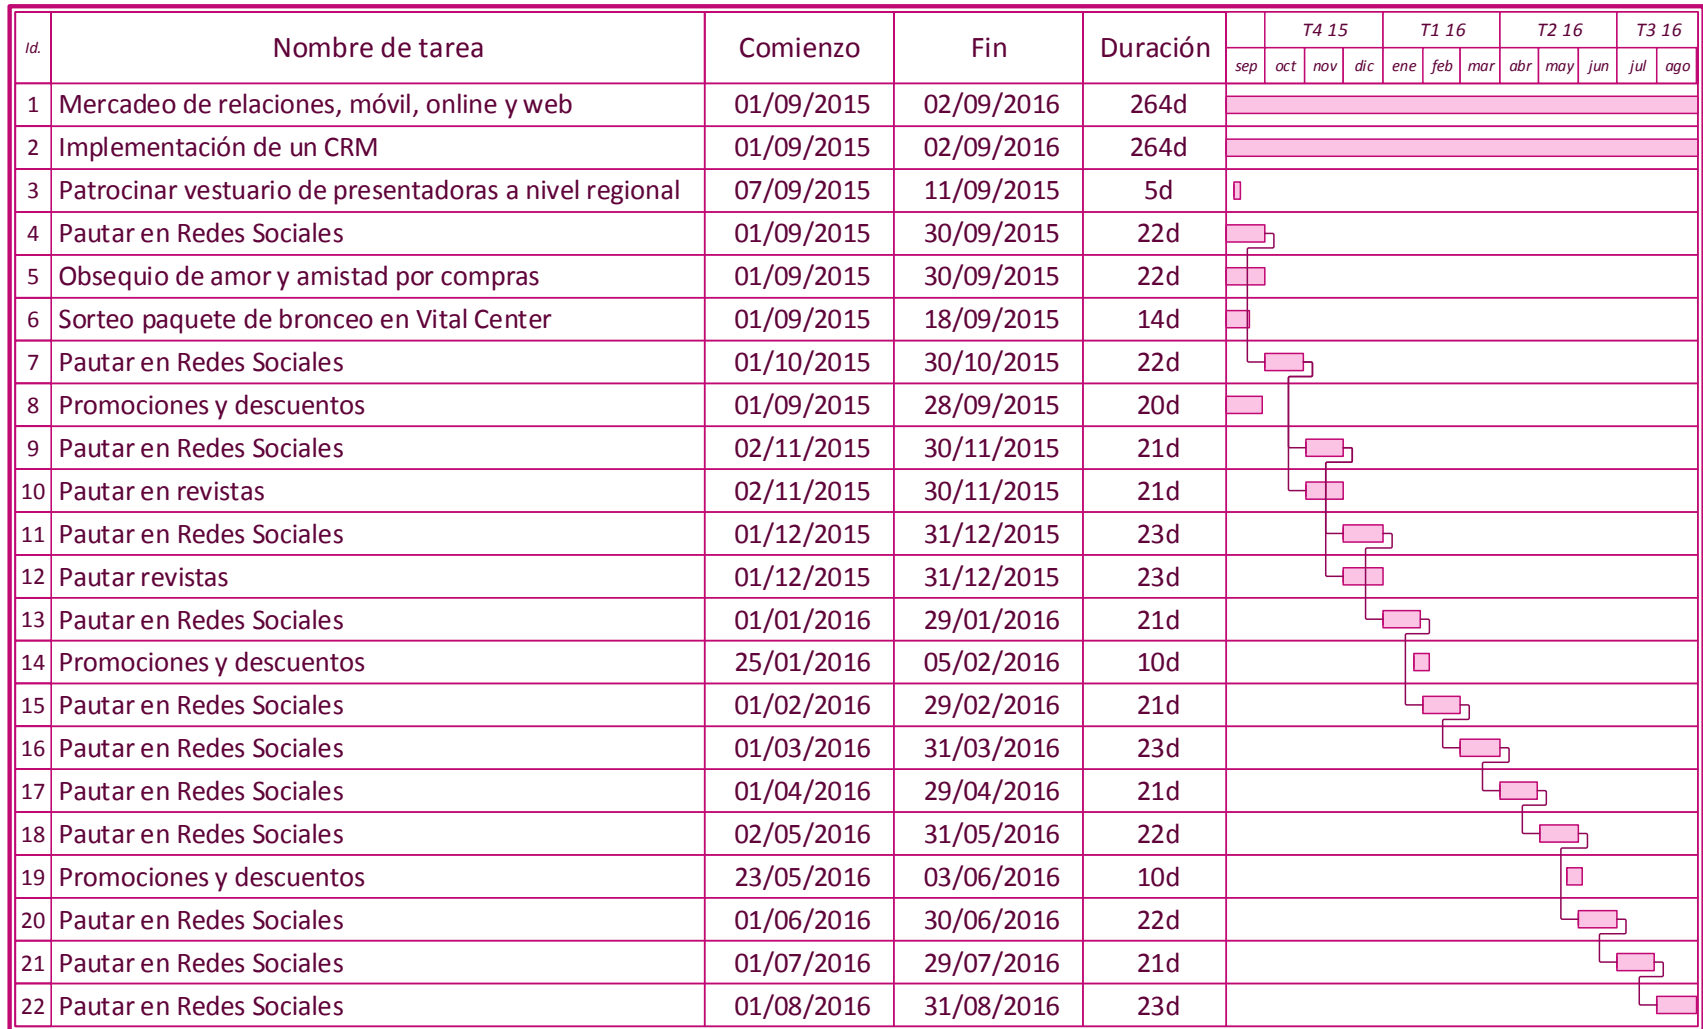 Id. Nombre de tarea Comienzo Fin Duración T4 15 T1 16 T2 16 T3 16
sep oct nov dic ene feb mar abr may jun jul ago
1 Mercadeo de relaciones, móvil, online y web 01/09/2015 02/09/2016 264d
2 Implementación de un CRM 01/09/2015 02/09/2016 264d
3 Patrocinar vestuario de presentadoras a nivel regional 07/09/2015 11/09/2015 5d
4 Pautar en Redes Sociales 01/09/2015 30/09/2015 22d
5 Obsequio de amor y amistad por compras 01/09/2015 30/09/2015 22d
6 Sorteo paquete de bronceo en Vital Center 01/09/2015 18/09/2015 14d
7 Pautar en Redes Sociales 01/10/2015 30/10/2015 22d
8 Promociones y descuentos 01/09/2015 28/09/2015 20d
9 Pautar en Redes Sociales 02/11/2015 30/11/2015 21d
10 Pautar en revistas 02/11/2015 30/11/2015 21d
11 Pautar en Redes Sociales 01/12/2015 31/12/2015 23d
12 Pautar revistas 01/12/2015 31/12/2015 23d
13 Pautar en Redes Sociales 01/01/2016 29/01/2016 21d
14 Promociones y descuentos 25/01/2016 05/02/2016 10d
15 Pautar en Redes Sociales 01/02/2016 29/02/2016 21d
16 Pautar en Redes Sociales 01/03/2016 31/03/2016 23d
17 Pautar en Redes Sociales 01/04/2016 29/04/2016 21d
18 Pautar en Redes Sociales 02/05/2016 31/05/2016 22d
19 Promociones y descuentos 23/05/2016 03/06/2016 10d
20 Pautar en Redes Sociales 01/06/2016 30/06/2016 22d
21 Pautar en Redes Sociales 01/07/2016 29/07/2016 21d
22 Pautar en Redes Sociales 01/08/2016 31/08/2016 23d